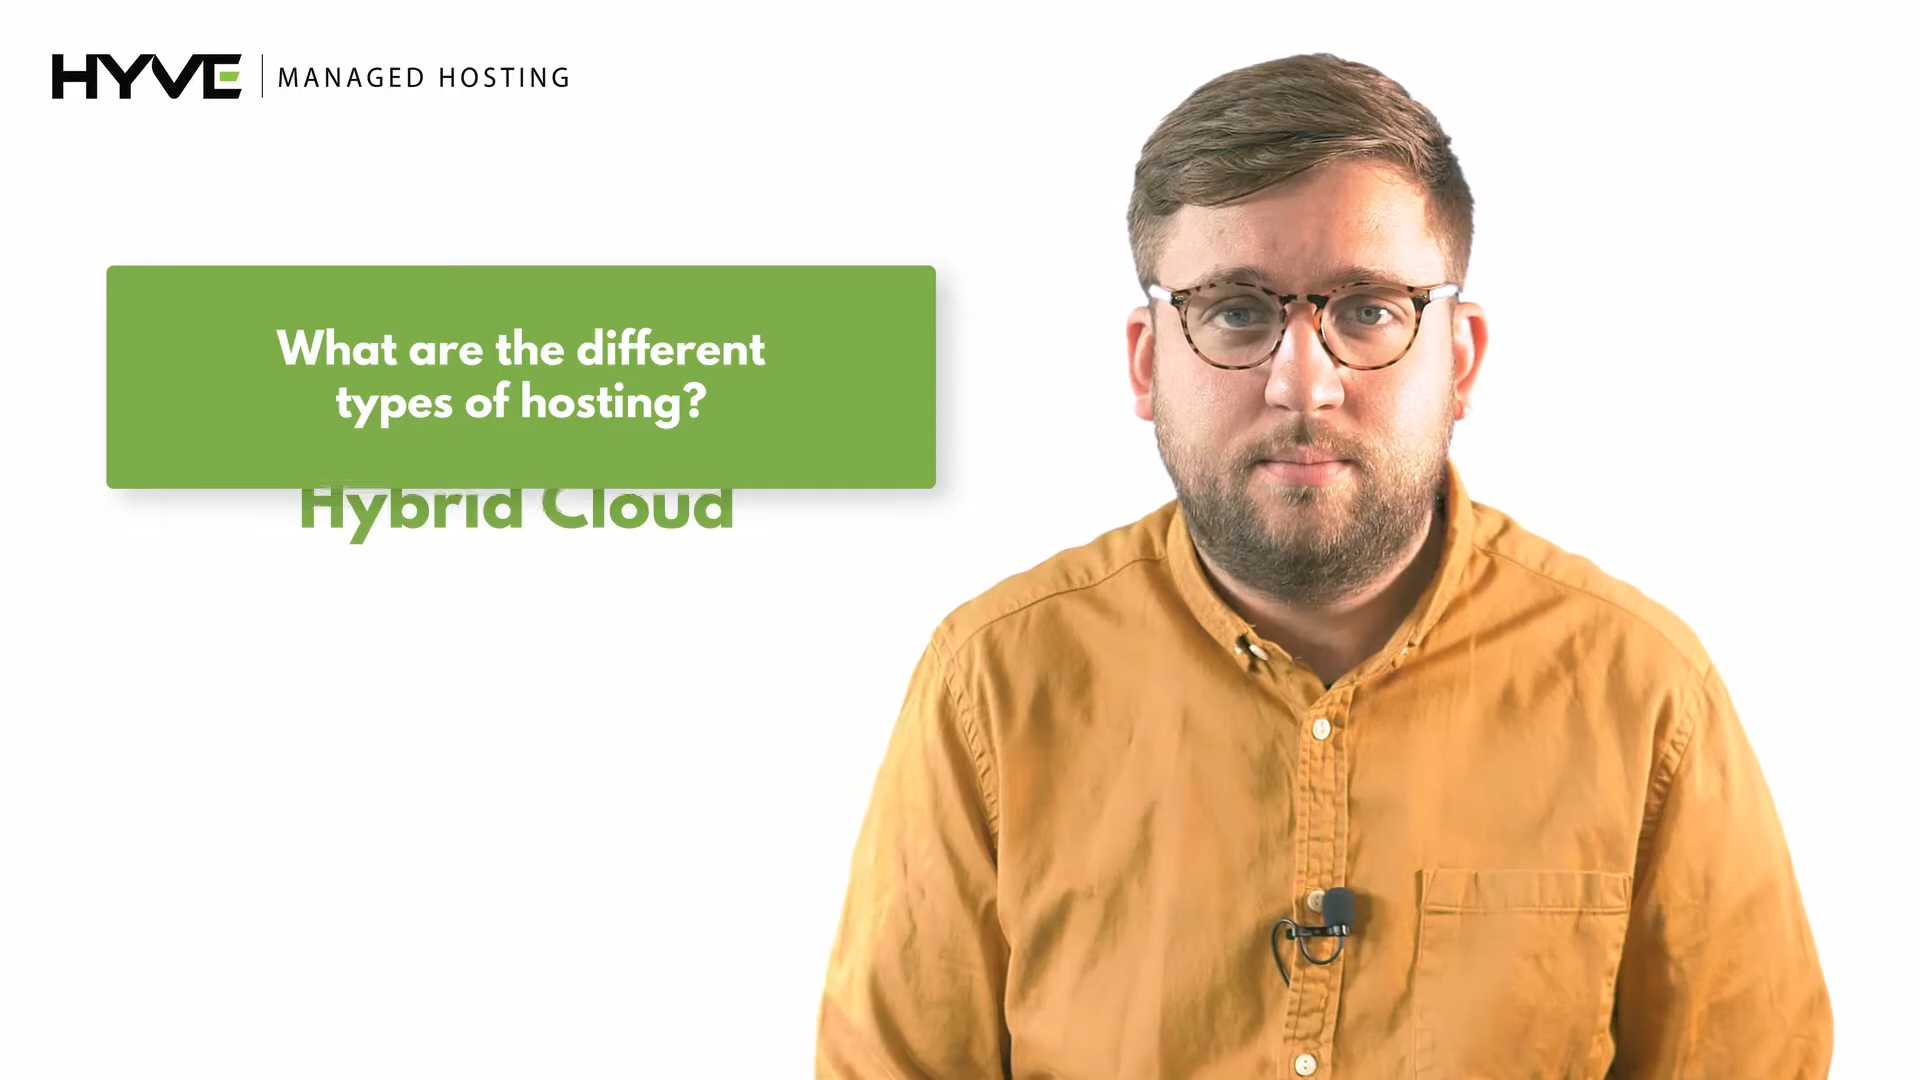 HYVE MANAGED HOSTING
What are the different
types of hosting?
Hybrid Cloud